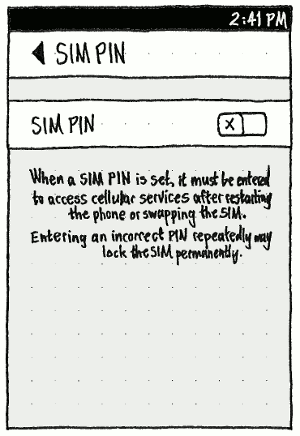 2:41 PM
SIM PIN
SIM PIN
X
When a SIM PIN is set, it must be entered
to access cellular services after restarting
the phone or swapping the SIM.
Entering an incorrect PIN repeatedly may
lock the SIM permanently.